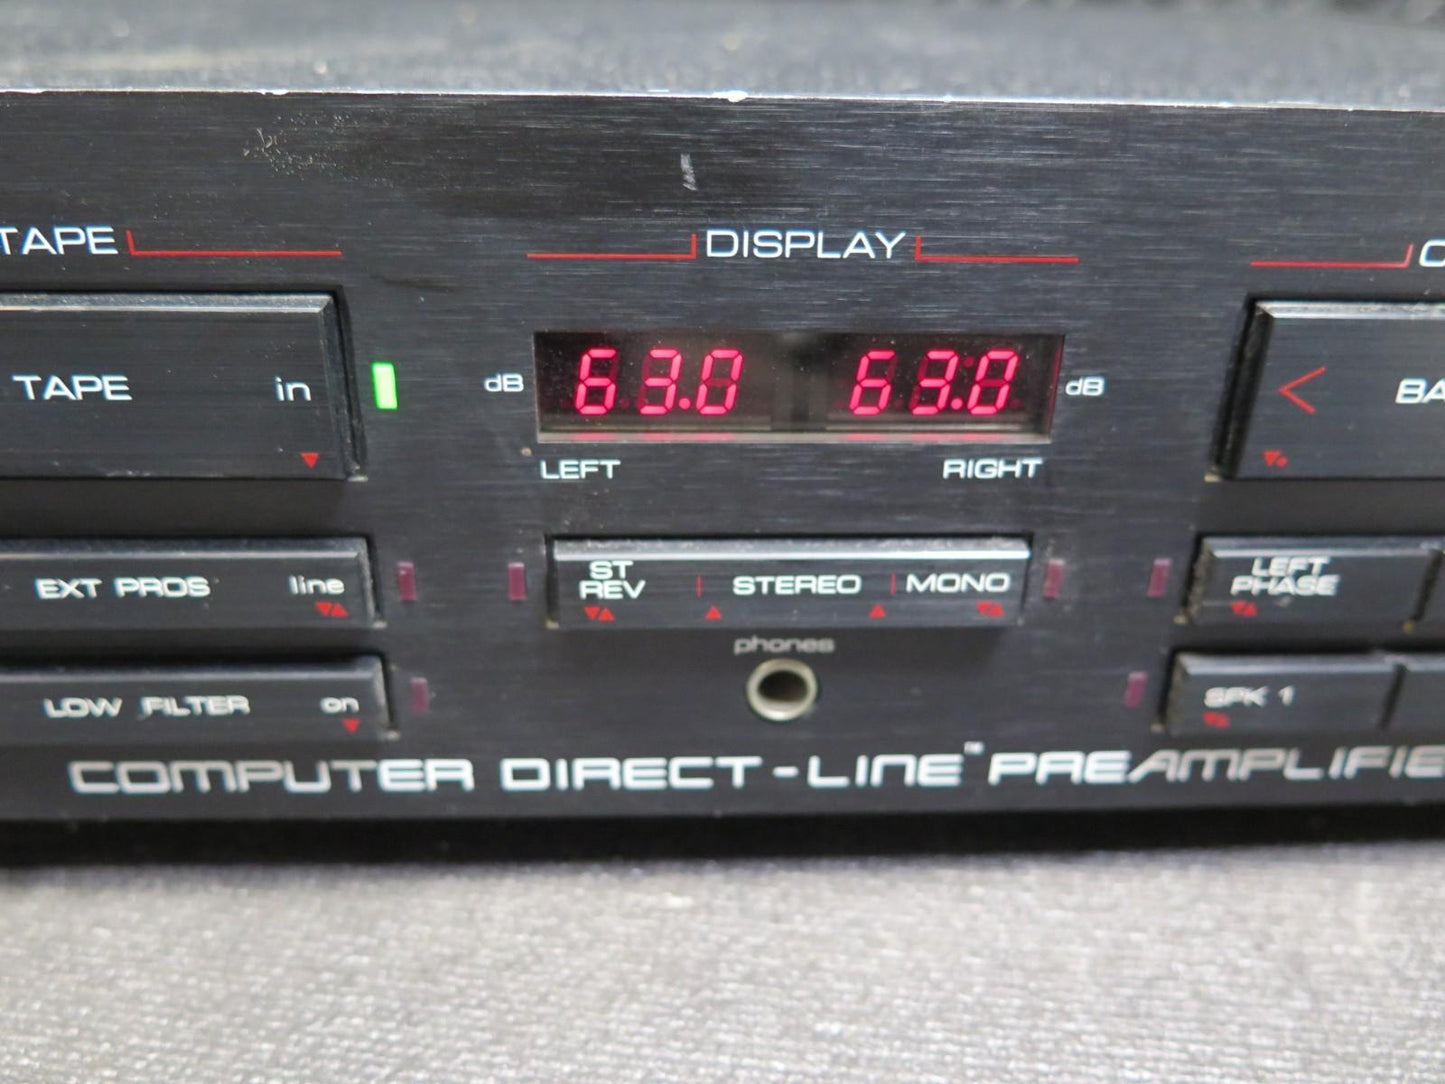 TAPE
DISPLAY
TAPE in
dB 63.0 63.0 dB
LEFT RIGHT
EXT PROS line
ST REV STEREO MONO
LEFT PHASE
phones
LOW FILTER on
SPK 1
COMPUTER DIRECT-LINE™ PREAMPLIFIE